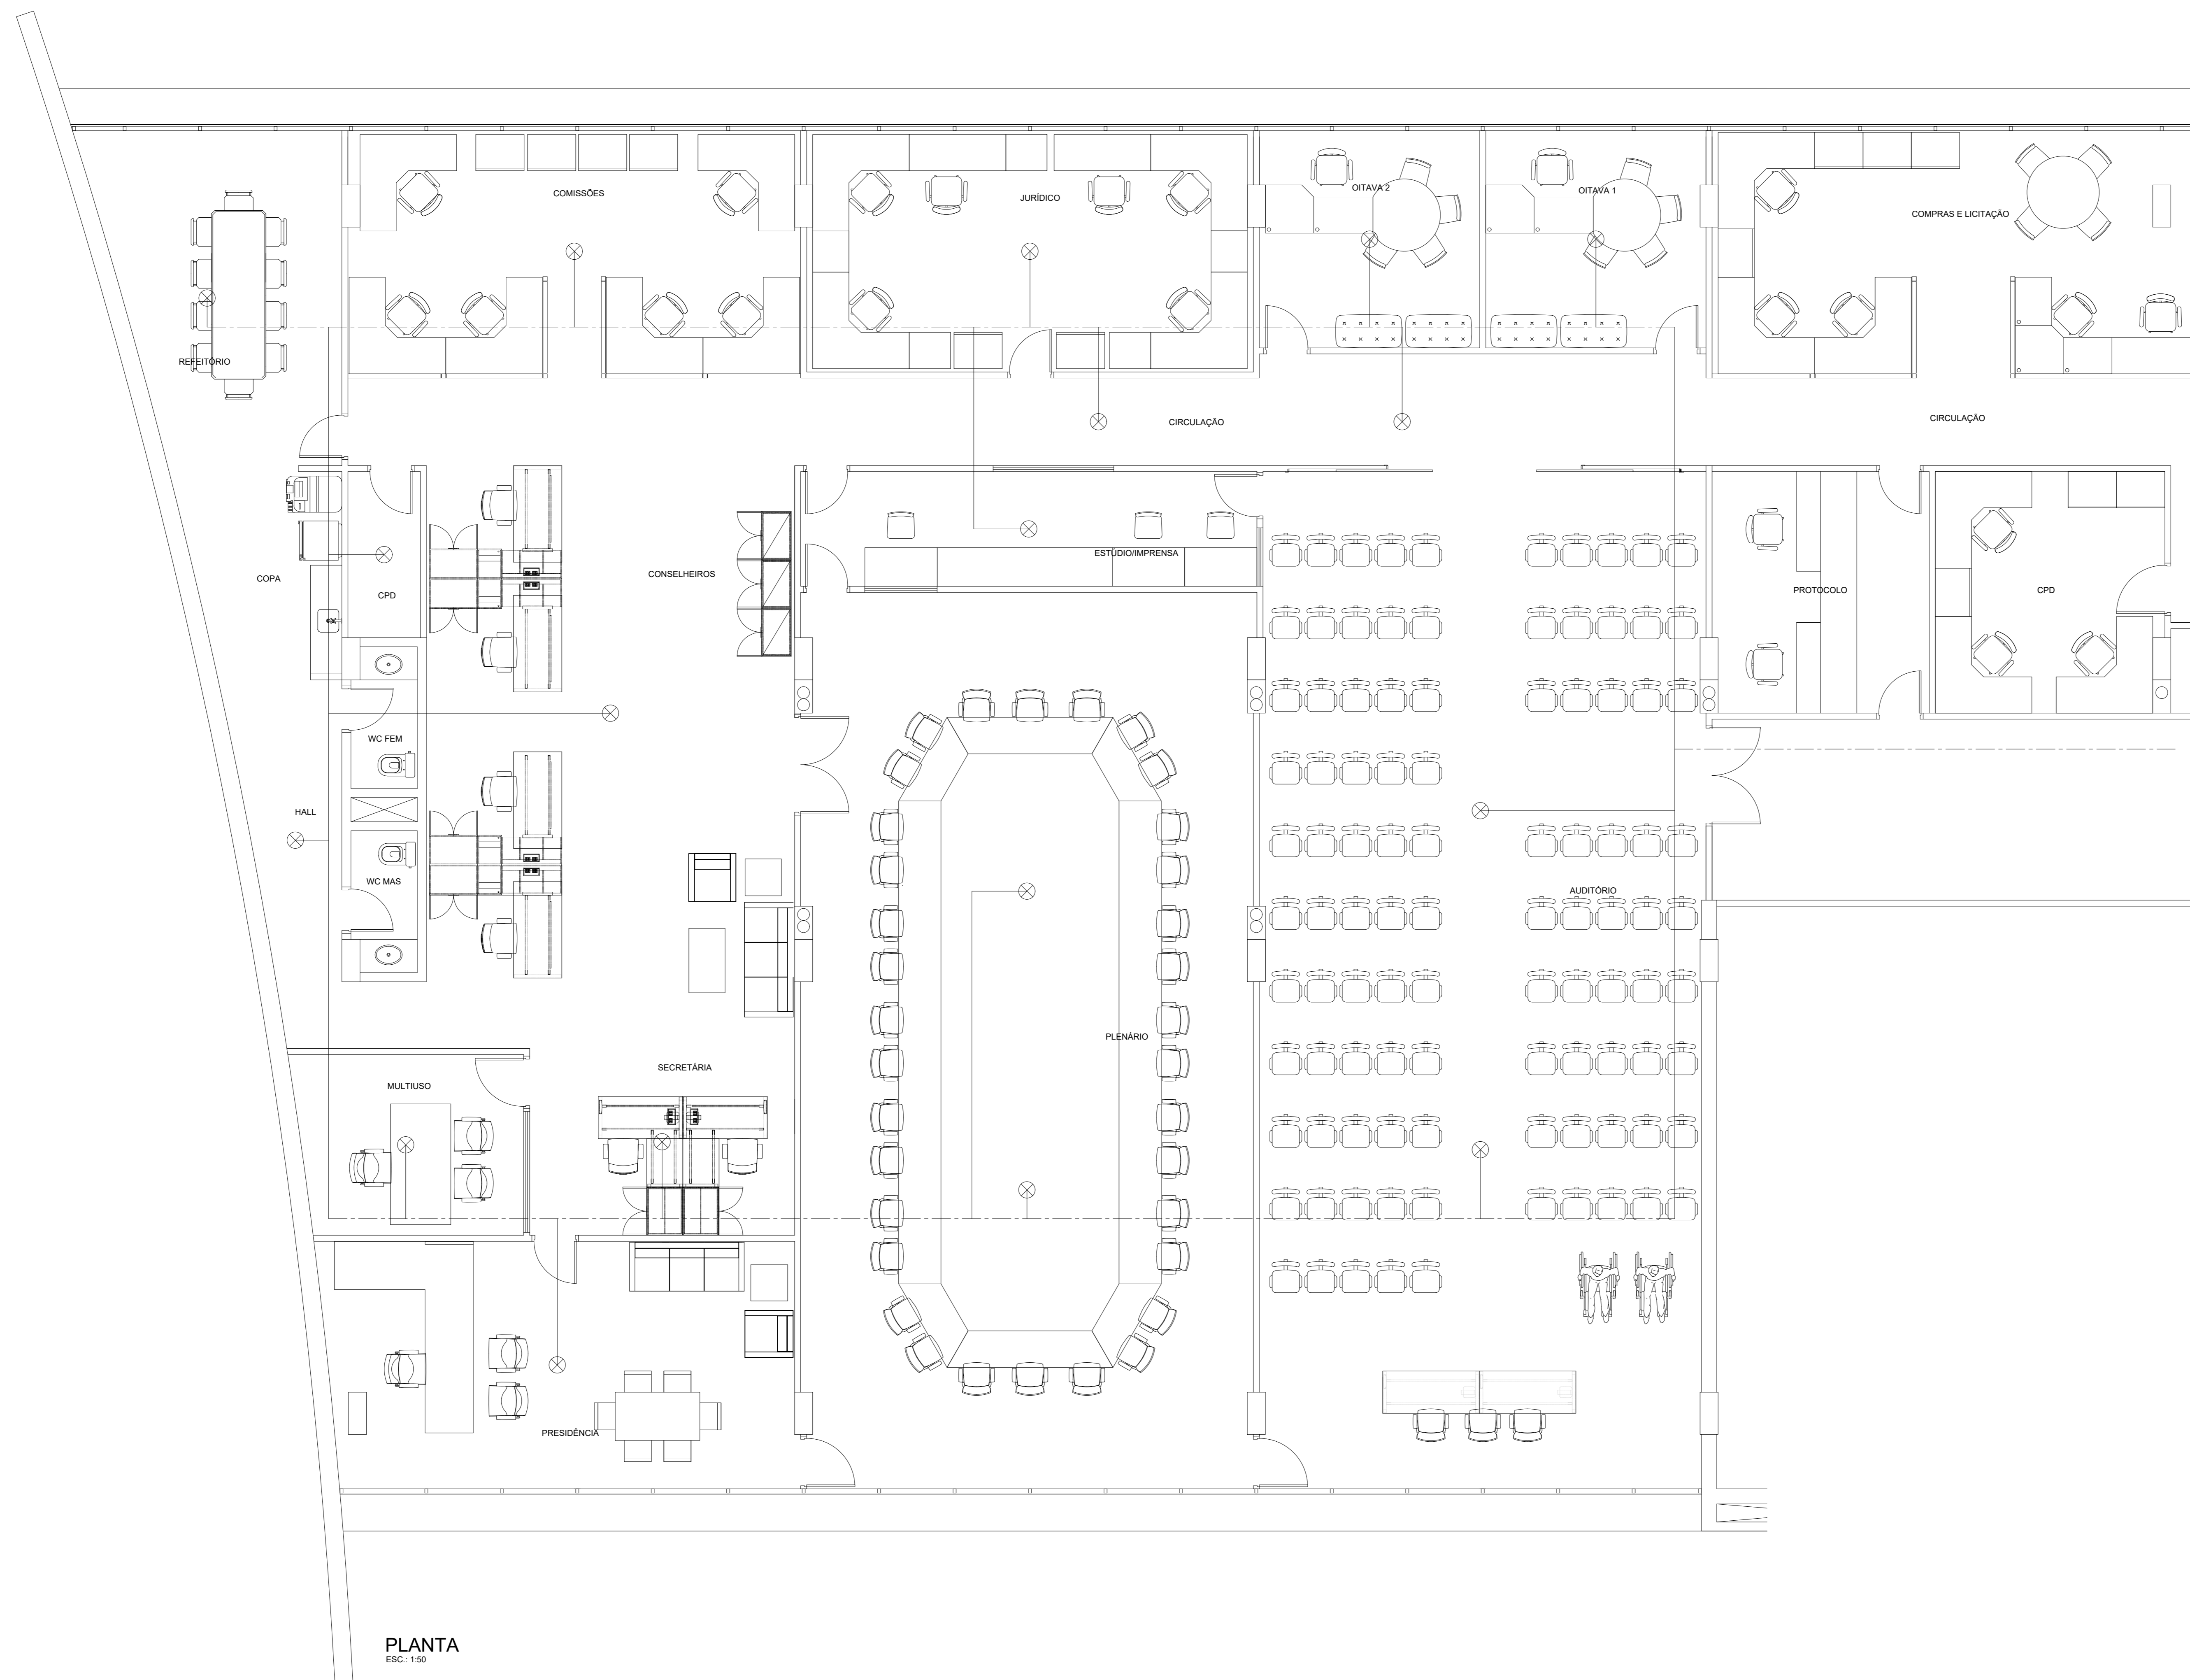 COMISSÕES
JURÍDICO
OITAVA 2
OITAVA 1
COMPRAS E LICITAÇÃO
REFEITÓRIO
CIRCULAÇÃO
CIRCULAÇÃO
COPA
CPD
CONSELHEIROS
ESTÚDIO/IMPRENSA
PROTOCOLO
CPD
WC FEM
HALL
WC MAS
AUDITÓRIO
PLENÁRIO
SECRETÁRIA
MULTIUSO
PRESIDÊNCIA
PLANTA
ESC.: 1:50